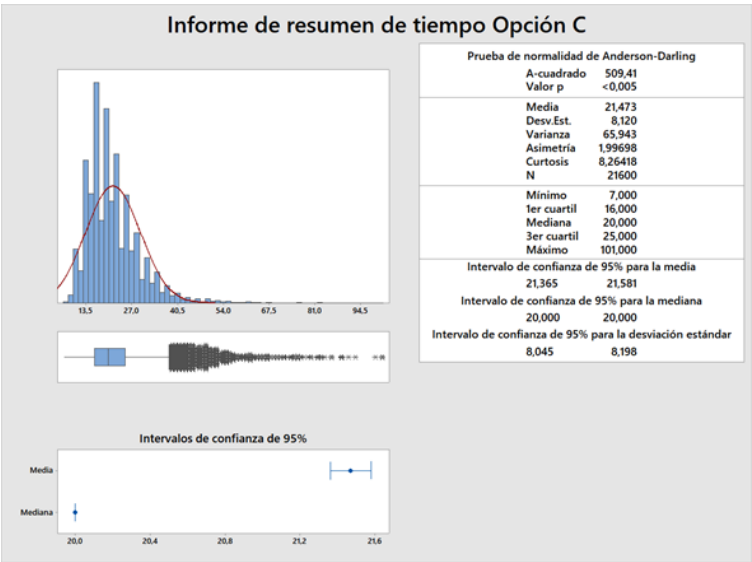 Informe de resumen de tiempo Opción C
13,5 27,0 40,5 54,0 67,5 81,0 94,5
Prueba de normalidad de Anderson-Darling
A-cuadrado 509,41
Valor p <0,005
Media 21,473
Desv.Est. 8,120
Varianza 65,943
Asimetría 1,99698
Curtosis 8,26418
N 21600
Mínimo 7,000
1er cuartil 16,000
Mediana 20,000
3er cuartil 25,000
Máximo 101,000
Intervalo de confianza de 95% para la media
21,365 21,581
Intervalo de confianza de 95% para la mediana
20,000 20,000
Intervalo de confianza de 95% para la desviación estándar
8,045 8,198
Intervalos de confianza de 95%
Media
Mediana
20,0 20,4 20,8 21,2 21,6